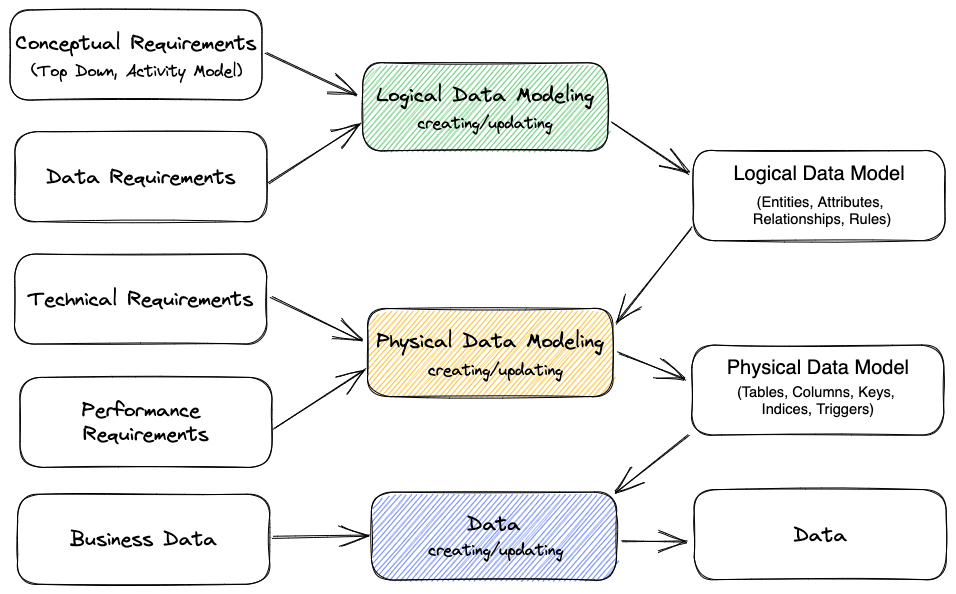 Conceptual Requirements
(Top Down, Activity Model)
Data Requirements
Technical Requirements
Performance
Requirements
Business Data
Logical Data Modeling
creating/updating
Physical Data Modeling
creating/updating
Data
creating/updating
Logical Data Model
(Entities, Attributes,
Relationships, Rules)
Physical Data Model
(Tables, Columns, Keys,
Indices, Triggers)
Data